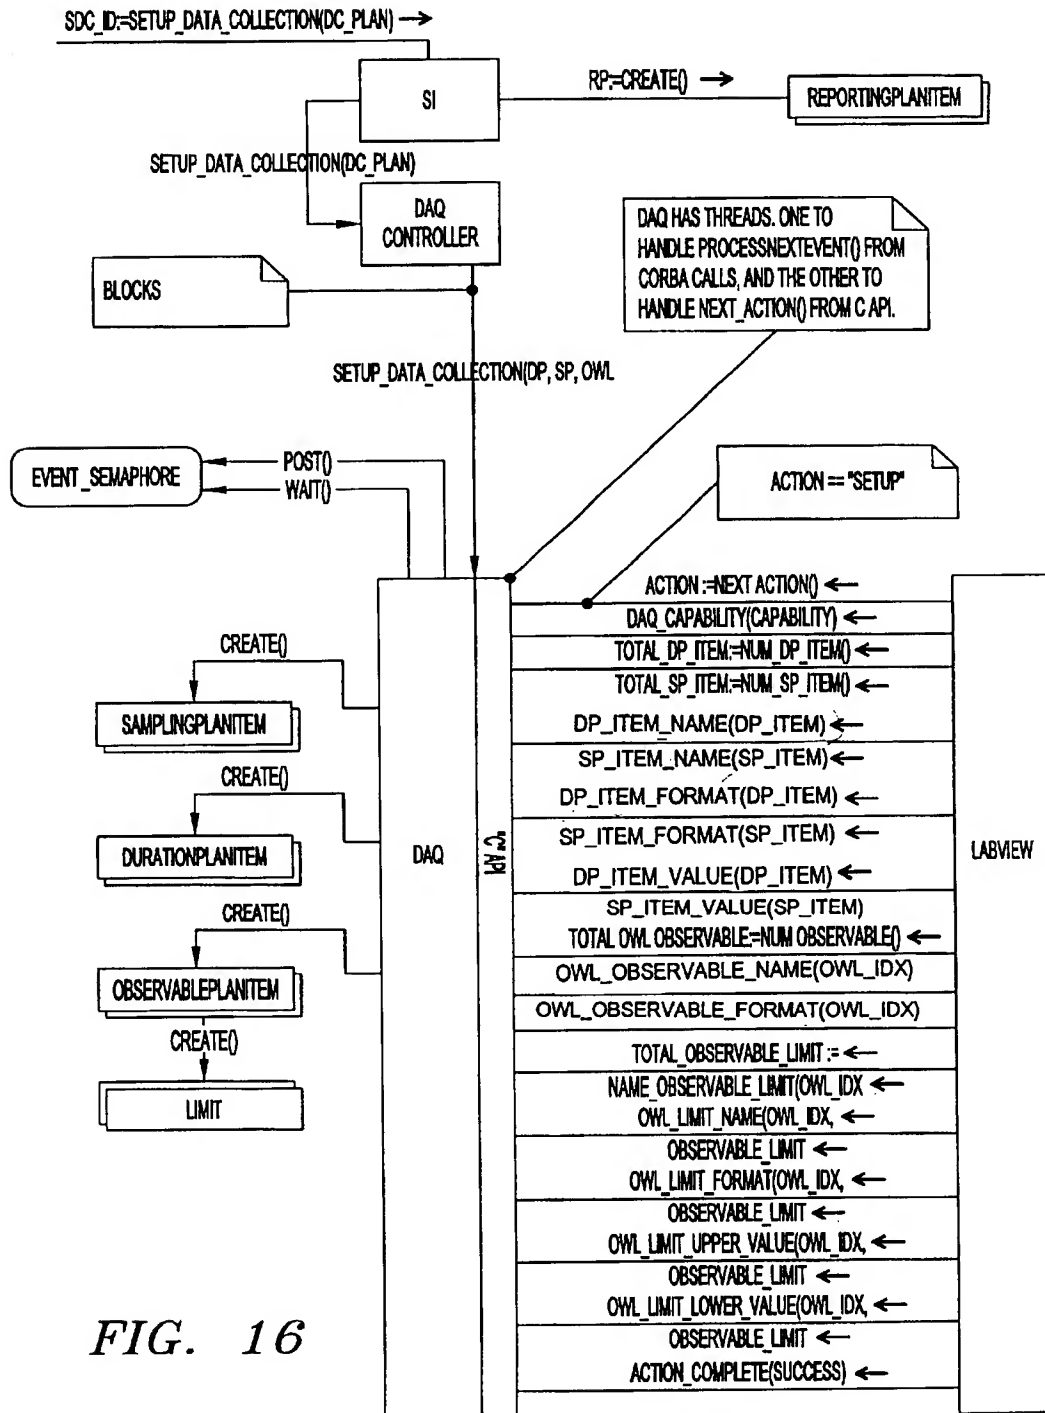 SDC_ID:=SETUP_DATA_COLLECTION(DC_PLAN) →
SI
RP:=CREATE() →
REPORTINGPLANITEM
SETUP_DATA_COLLECTION(DC_PLAN)
DAQ
CONTROLLER
DAQ HAS THREADS. ONE TO
HANDLE PROCESSNEXTEVENT() FROM
CORBA CALLS, AND THE OTHER TO
HANDLE NEXT_ACTION() FROM C API.
BLOCKS
SETUP_DATA_COLLECTION(DP, SP, OWL
EVENT_SEMAPHORE
POST()
WAIT()
ACTION == "SETUP"
ACTION :=NEXT ACTION() ←
DAQ_CAPABILITY(CAPABILITY) ←
TOTAL_DP_ITEM:=NUM_DP_ITEM()
TOTAL_SP_ITEM:=NUM_SP_ITEM() ←
DP_ITEM_NAME(DP_ITEM) ←
SP_ITEM_NAME(SP_ITEM) ←
DP_ITEM_FORMAT(DP_ITEM) ←
SP_ITEM_FORMAT(SP_ITEM) ←
DP_ITEM_VALUE(DP_ITEM) ←
SP_ITEM_VALUE(SP_ITEM)
TOTAL OWL OBSERVABLE:=NUM OBSERVABLE() ←
OWL_OBSERVABLE_NAME(OWL_IDX)
OWL_OBSERVABLE_FORMAT(OWL_IDX)
TOTAL_OBSERVABLE_LIMIT := ←
NAME_OBSERVABLE_LIMIT(OWL_IDX ←
OWL_LIMIT_NAME(OWL_IDX, ←
OBSERVABLE_LIMIT ←
OWL_LIMIT_FORMAT(OWL_IDX, ←
OBSERVABLE_LIMIT ←
OWL_LIMIT_UPPER_VALUE(OWL_IDX, ←
OBSERVABLE_LIMIT ←
OWL_LIMIT_LOWER_VALUE(OWL_IDX, ←
OBSERVABLE_LIMIT ←
ACTION_COMPLETE(SUCCESS) ←
CREATE()
SAMPLINGPLANITEM
CREATE()
DURATIONPLANITEM
CREATE()
OBSERVABLEPLANITEM
CREATE()
LIMIT
DAQ
"C" API
LABVIEW
FIG. 16